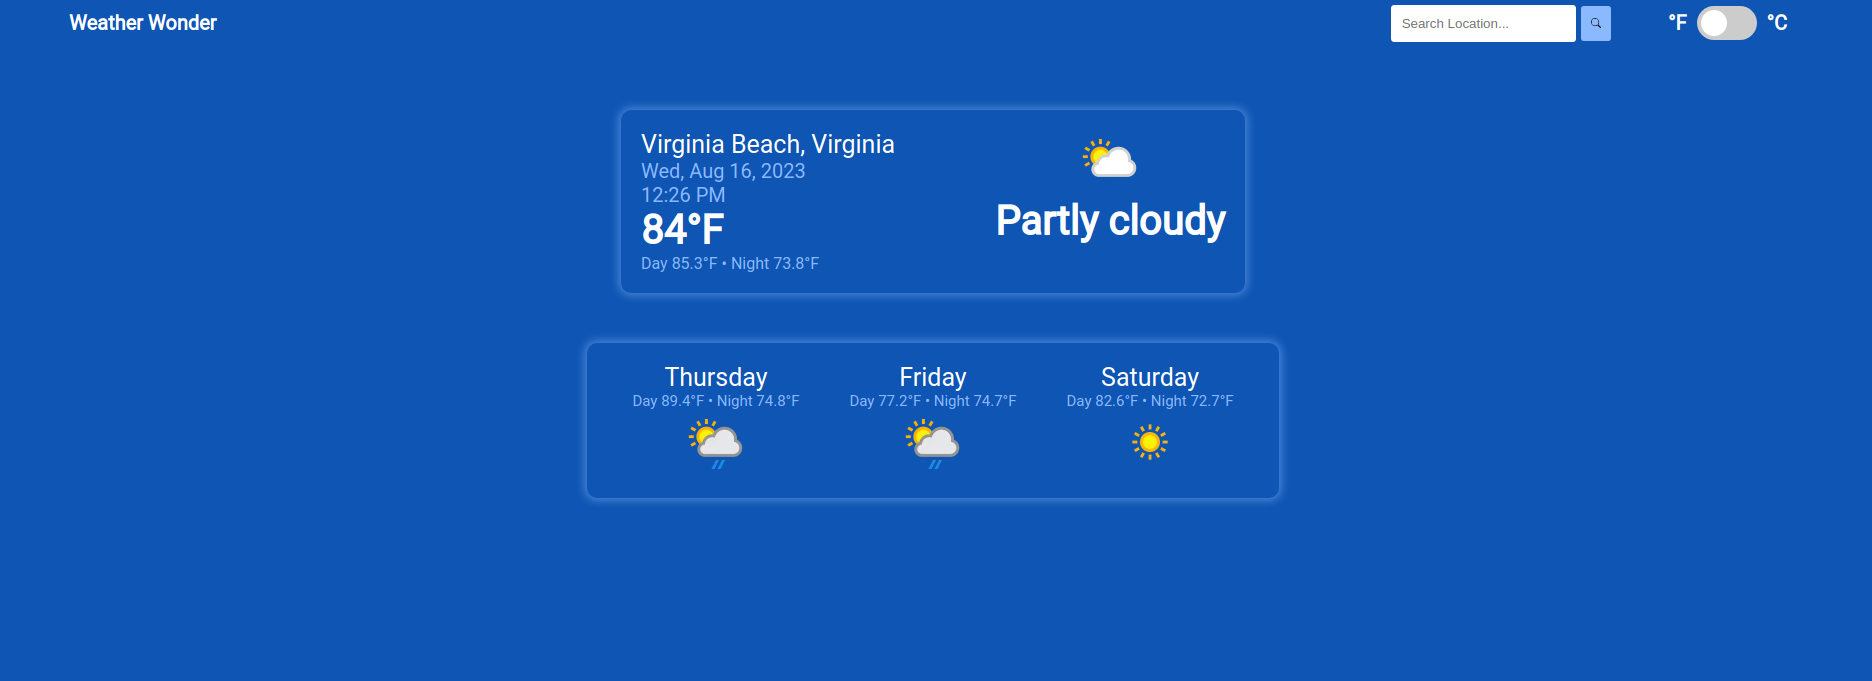 Weather Wonder
Search Location...
°F °C
Virginia Beach, Virginia
Wed, Aug 16, 2023
12:26 PM
84°F
Day 85.3°F • Night 73.8°F
Partly cloudy
Thursday
Day 89.4°F • Night 74.8°F
Friday
Day 77.2°F • Night 74.7°F
Saturday
Day 82.6°F • Night 72.7°F